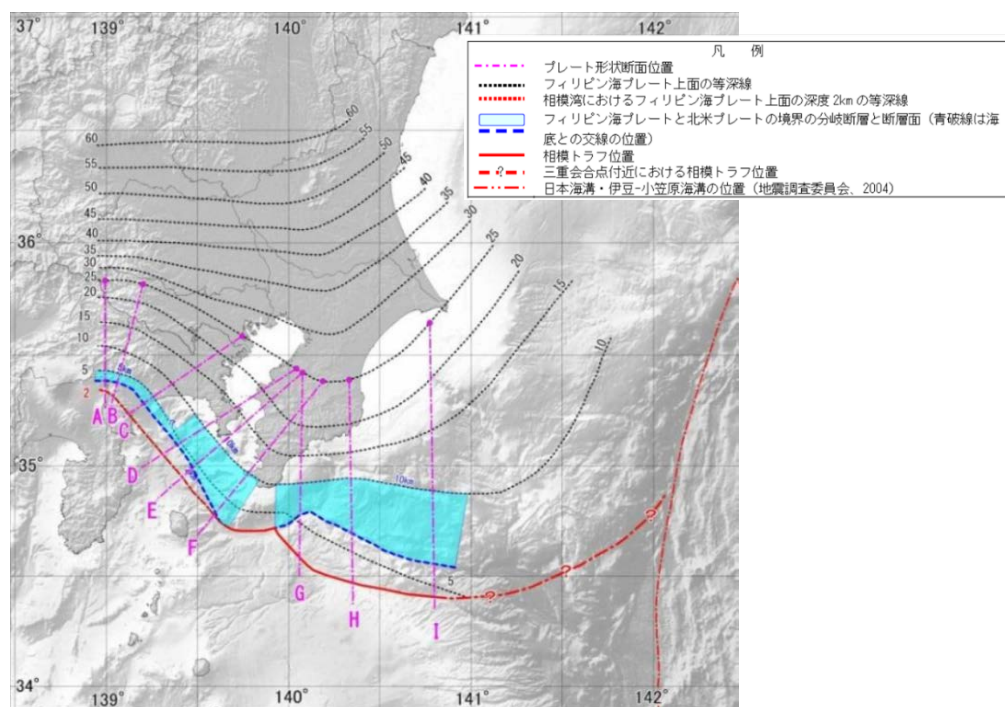 139°
140°
141°
142°
37°
凡 例
プレート形状断面位置
フィリピン海プレート上面の等深線
相模湾におけるフィリピン海プレート上面の深度2kmの等深線
フィリピン海プレートと北米プレートの境界の分岐断層と断層面（青破線は海
底との交線の位置）
相模トラフ位置
?
三重会合点付近における相模トラフ位置
日本海溝・伊豆-小笠原海溝の位置（地震調査委員会、2004）
60
55
50
45
40
35
30
25
20
15
10
60
55
50
45
40
35
30
25
20
15
10
5
2
36°
5km
10km
10km
A
B
C
D
E
F
G
H
I
35°
5
?
?
?
34°
139°
140°
141°
142°